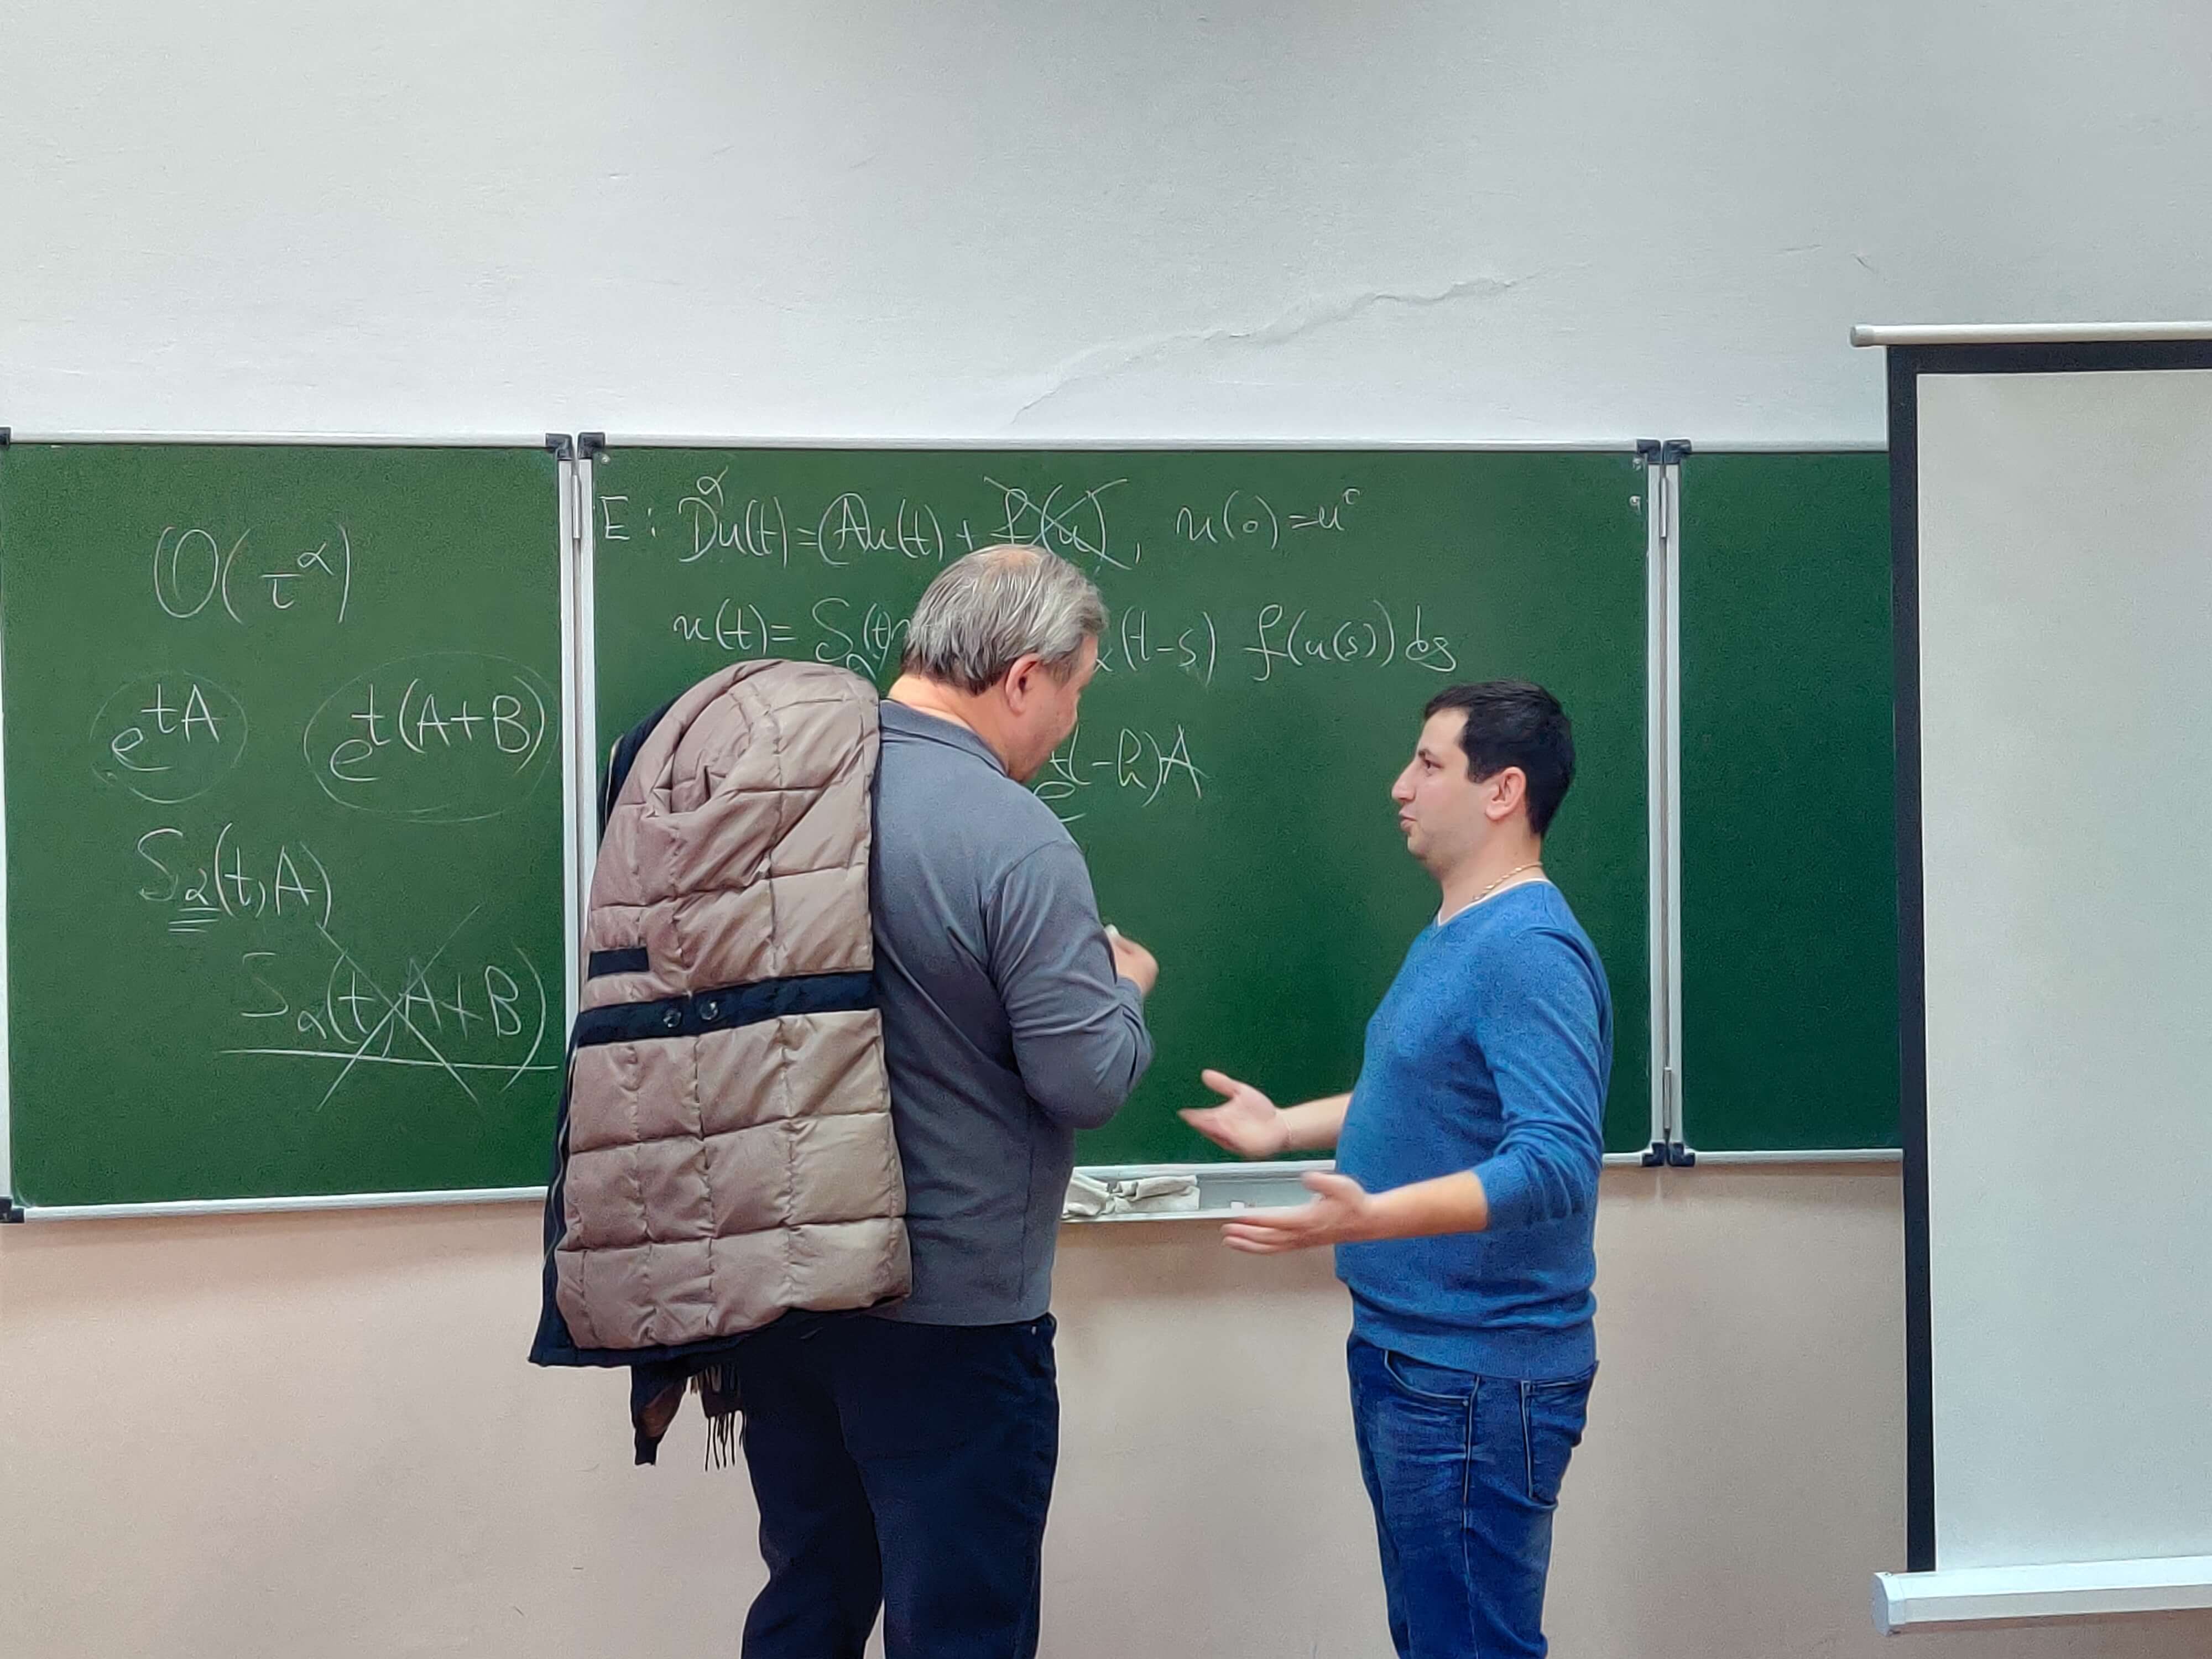 O(τ^α)
e^{tA} e^{t(A+B)}
S_α(t,A)
S_α(t,A+B)
E: D^α u(t) = Au(t) + f(u), u(0) = u^0
u(t) = S_α(t) α(t-s) f(u(s)) ds
e^{(t-h)A}